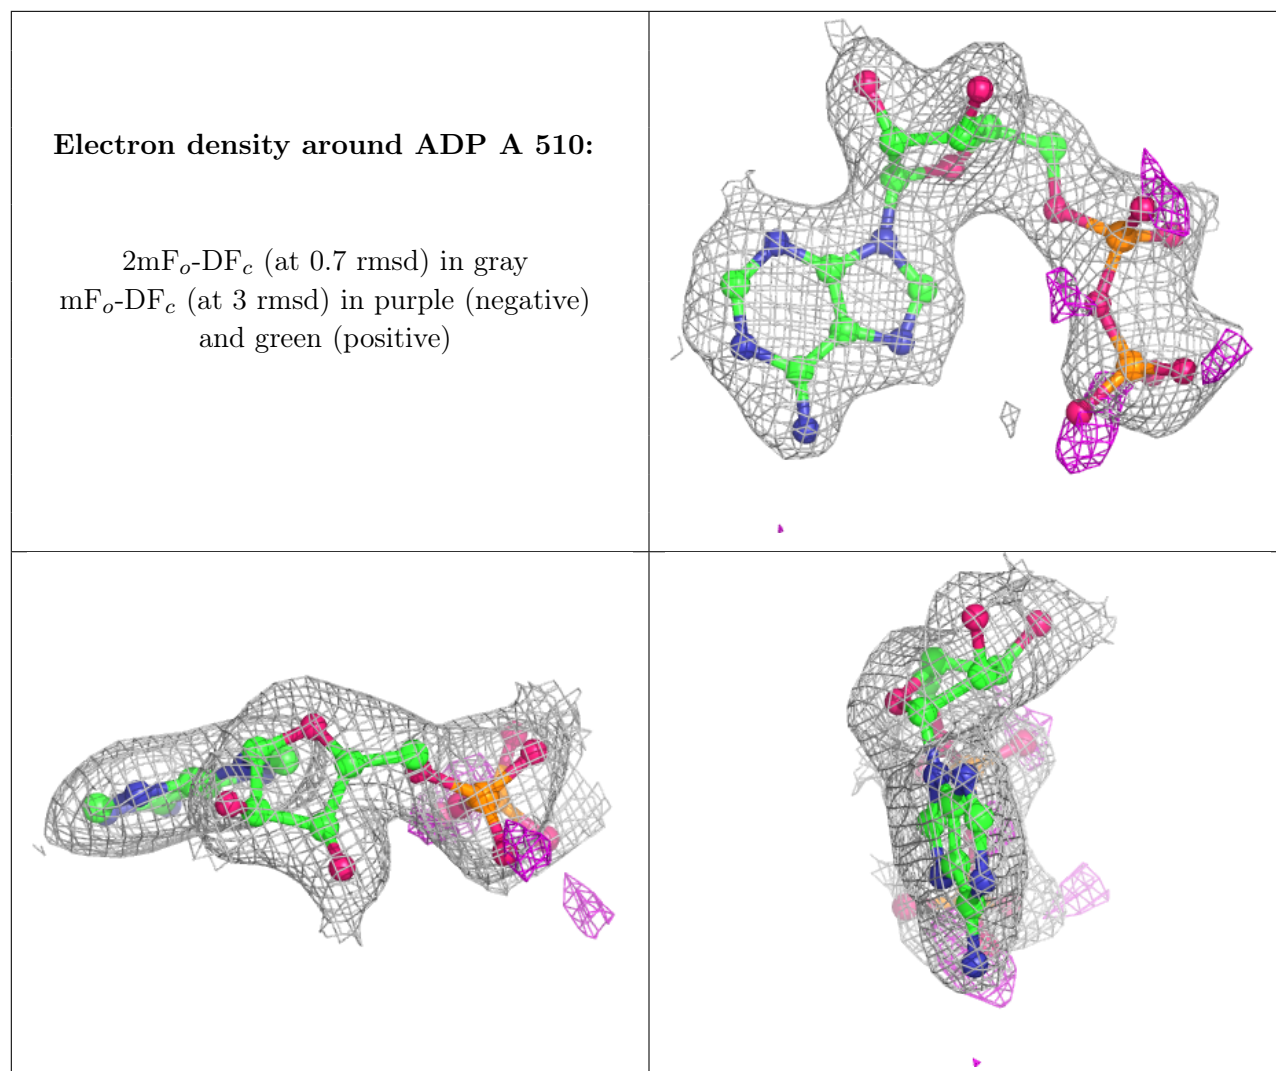 Electron density around ADP A 510:
2mF𝑜-DF𝑐 (at 0.7 rmsd) in gray
mF𝑜-DF𝑐 (at 3 rmsd) in purple (negative)
and green (positive)